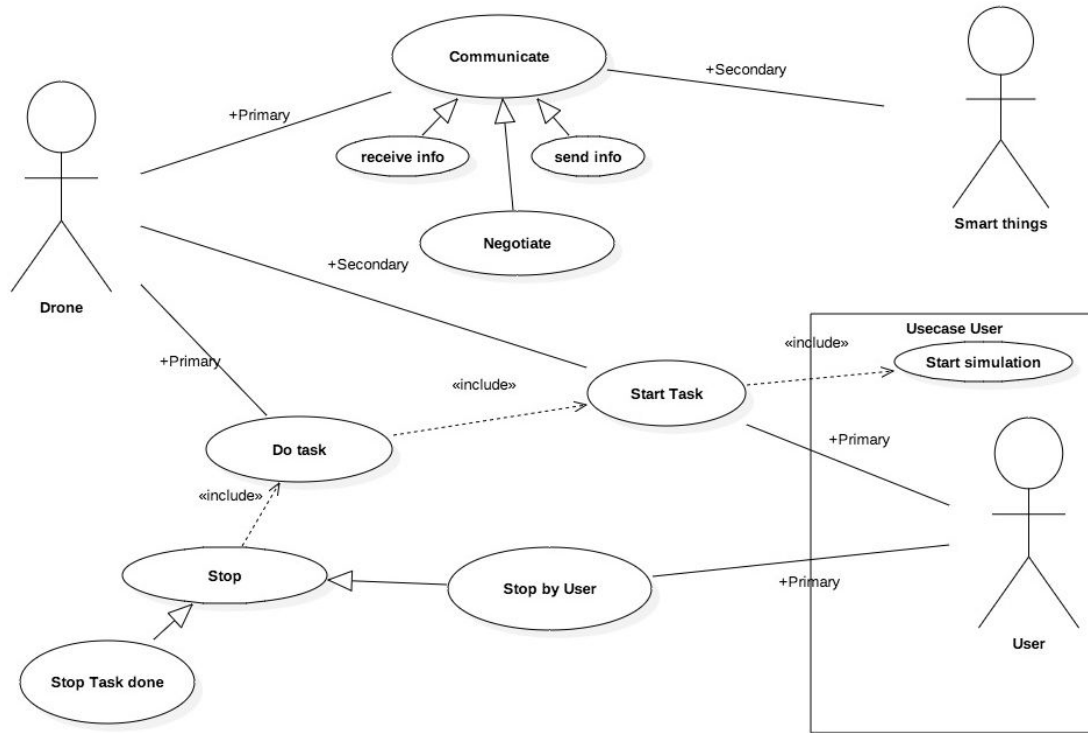 Communicate
+Secondary
+Primary
receive info
send info
Smart things
Negotiate
+Secondary
Drone
Usecase User
+Primary
«include»
Start simulation
«include»
Start Task
+Primary
Do task
«include»
Stop
Stop by User
+Primary
User
Stop Task done